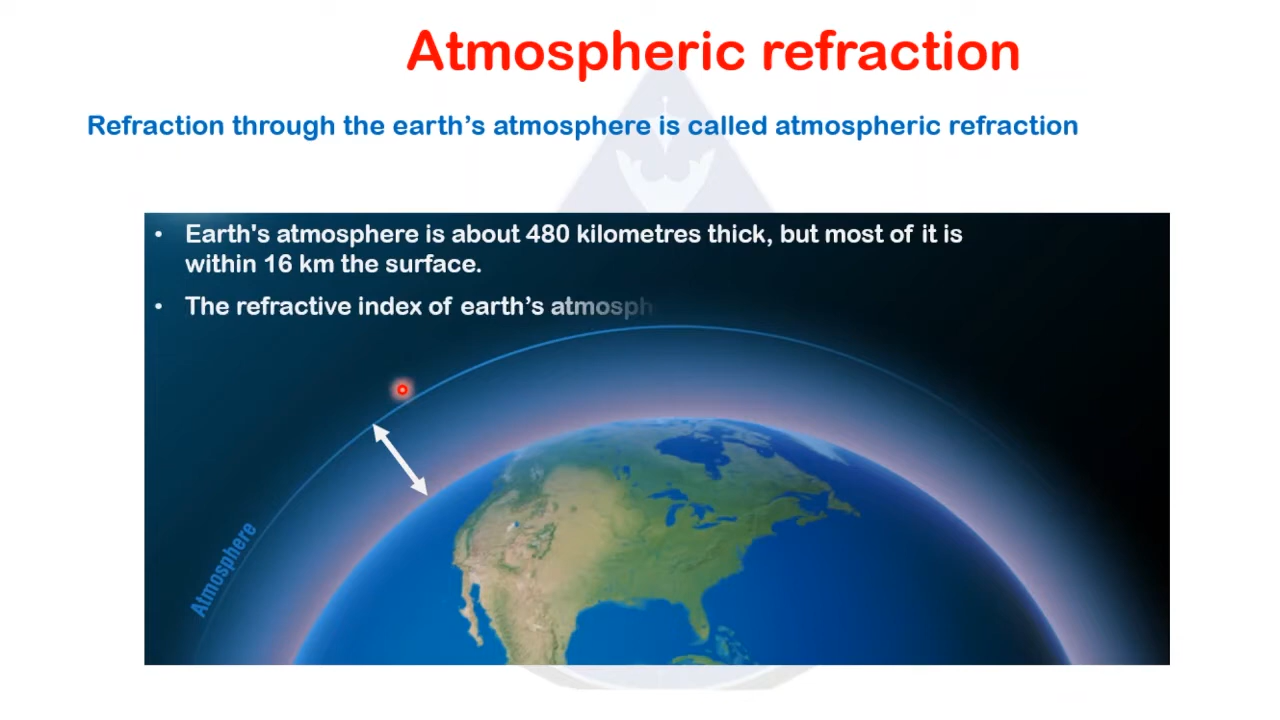 Atmospheric refraction
Refraction through the earth's atmosphere is called atmospheric refraction
• Earth's atmosphere is about 480 kilometres thick, but most of it is
within 16 km the surface.
• The refractive index of earth's atmosph
Atmosphere